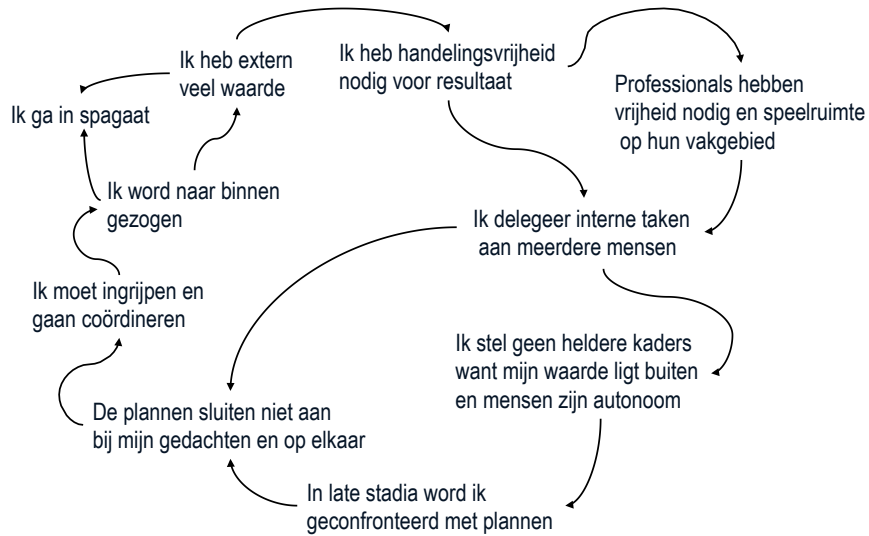 Ik heb extern
veel waarde
Ik heb handelingsvrijheid
nodig voor resultaat
Professionals hebben
vrijheid nodig en speelruimte
op hun vakgebied
Ik ga in spagaat
Ik word naar binnen
gezogen
Ik delegeer interne taken
aan meerdere mensen
Ik moet ingrijpen en
gaan coördineren
Ik stel geen heldere kaders
want mijn waarde ligt buiten
en mensen zijn autonoom
De plannen sluiten niet aan
bij mijn gedachten en op elkaar
In late stadia word ik
geconfronteerd met plannen